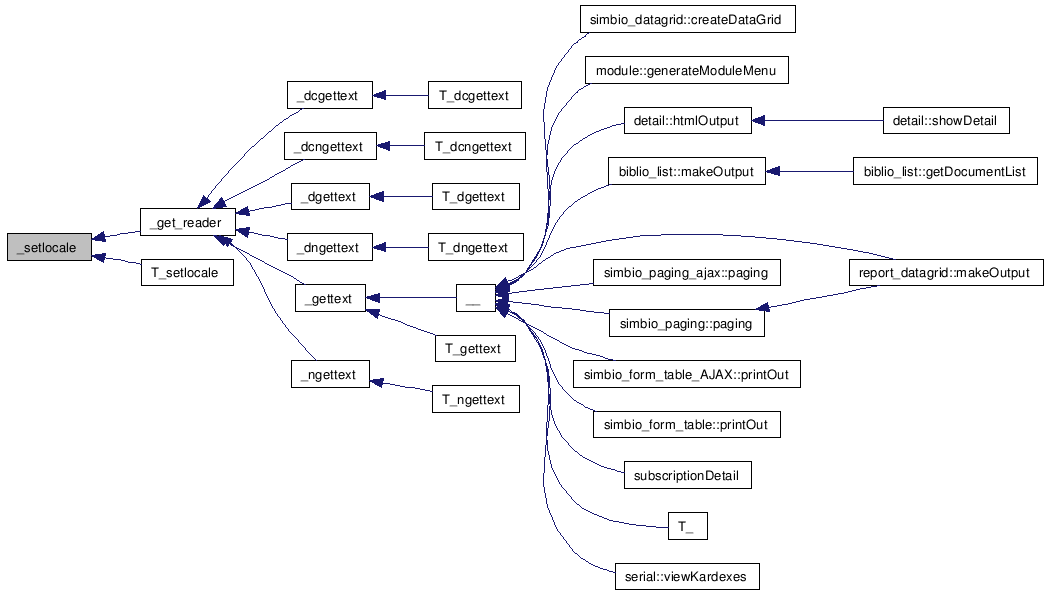 simbio_datagrid::createDataGrid
module::generateModuleMenu
_dcgettext
T_dcgettext
detail::htmlOutput
detail::showDetail
_dcngettext
T_dcngettext
biblio_list::makeOutput
biblio_list::getDocumentList
_dgettext
T_dgettext
_get_reader
_setlocale
_dngettext
T_dngettext
T_setlocale
simbio_paging_ajax::paging
report_datagrid::makeOutput
_gettext
__
simbio_paging::paging
T_gettext
_ngettext
simbio_form_table_AJAX::printOut
T_ngettext
simbio_form_table::printOut
subscriptionDetail
T_
serial::viewKardexes